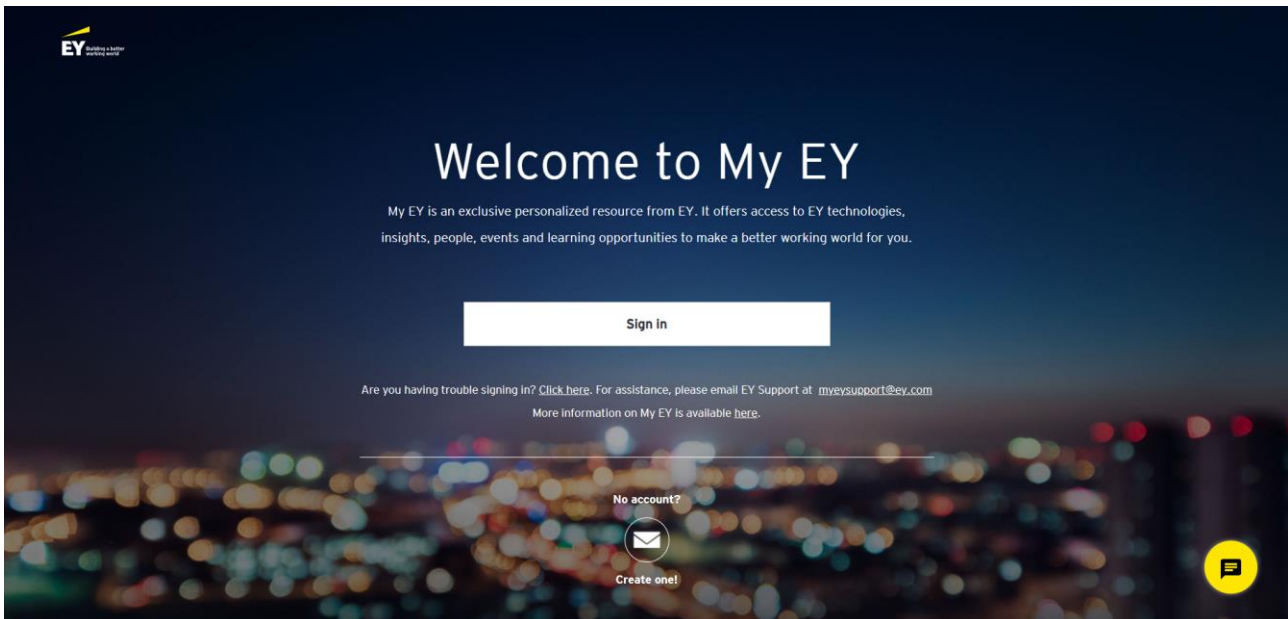 EY Building a better
working world
Welcome to My EY
My EY is an exclusive personalized resource from EY. It offers access to EY technologies,
insights, people, events and learning opportunities to make a better working world for you.
Sign in
Are you having trouble signing in? Click here. For assistance, please email EY Support at myeysupport@ey.com
More information on My EY is available here.
No account?
Create one!